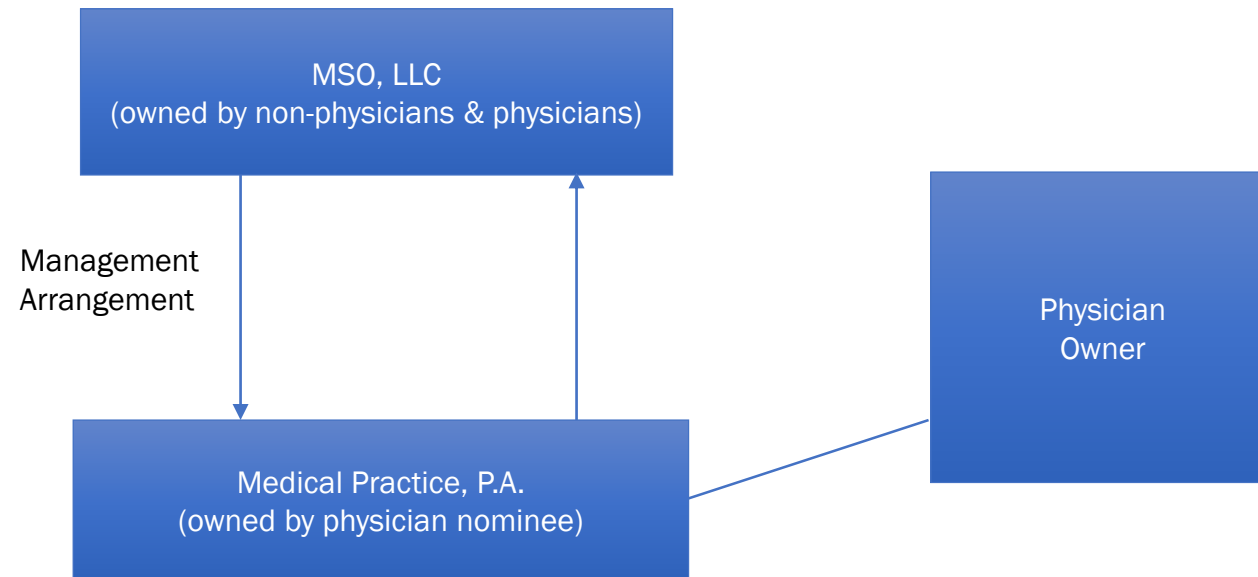 MSO, LLC
(owned by non-physicians & physicians)
Management
Arrangement
Physician
Owner
Medical Practice, P.A.
(owned by physician nominee)